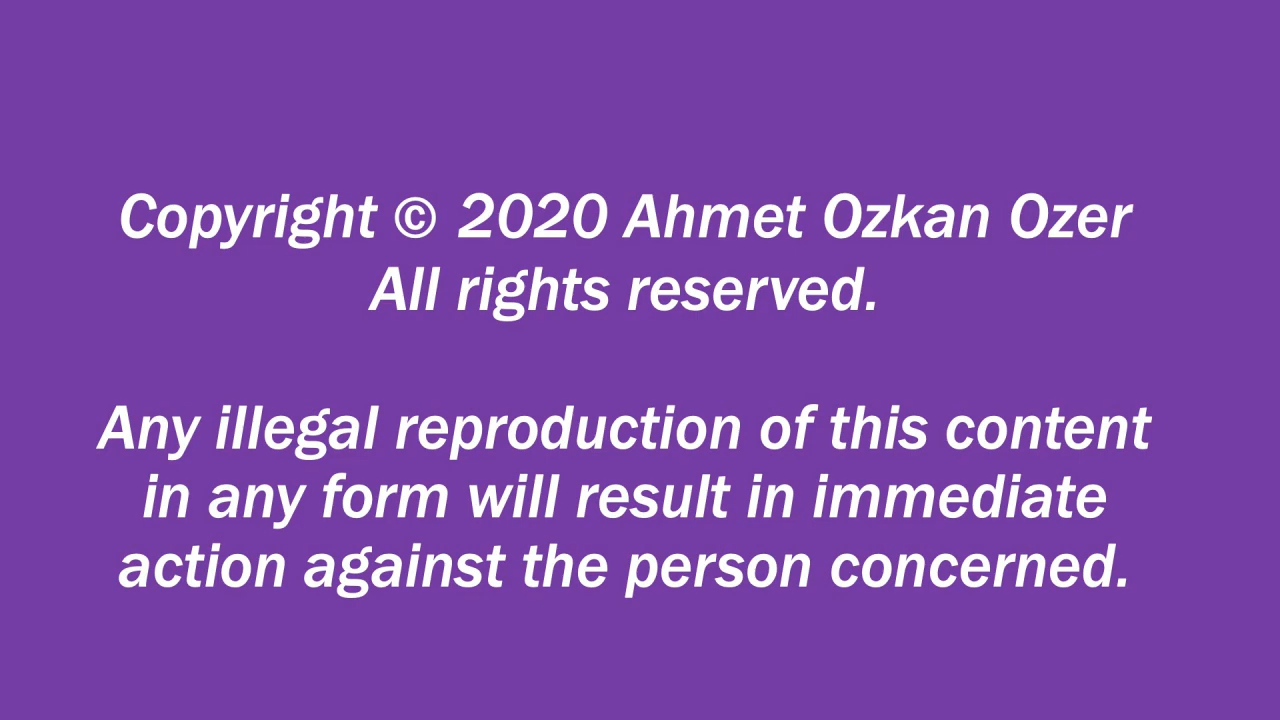 Copyright © 2020 Ahmet Ozkan Ozer
All rights reserved.
Any illegal reproduction of this content
in any form will result in immediate
action against the person concerned.